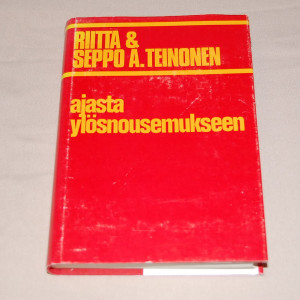 RIITTA &
SEPPO A. TEINONEN
ajasta
ylösnousemukseen